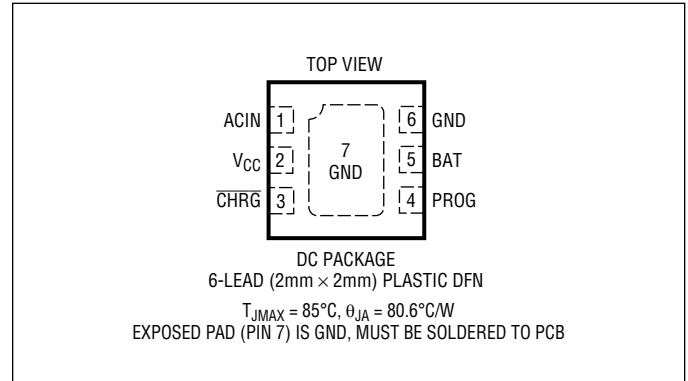 TOP VIEW
ACIN 1
6 GND
7
GND
VCC 2
5 BAT
CHRG 3
4 PROG
DC PACKAGE
6-LEAD (2mm × 2mm) PLASTIC DFN
TJMAX = 85°C, θJA = 80.6°C/W
EXPOSED PAD (PIN 7) IS GND, MUST BE SOLDERED TO PCB